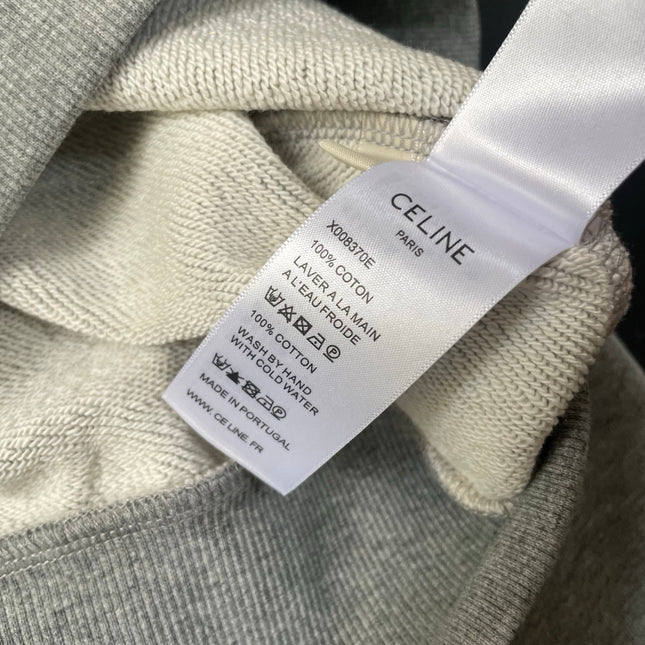 CELINE
PARIS
X008370E
100% COTON
LAVER A LA MAIN
A L'EAU FROIDE
100% COTTON
WASH BY HAND
WITH COLD WATER
MADE IN PORTUGAL
WWW.CELINE.FR